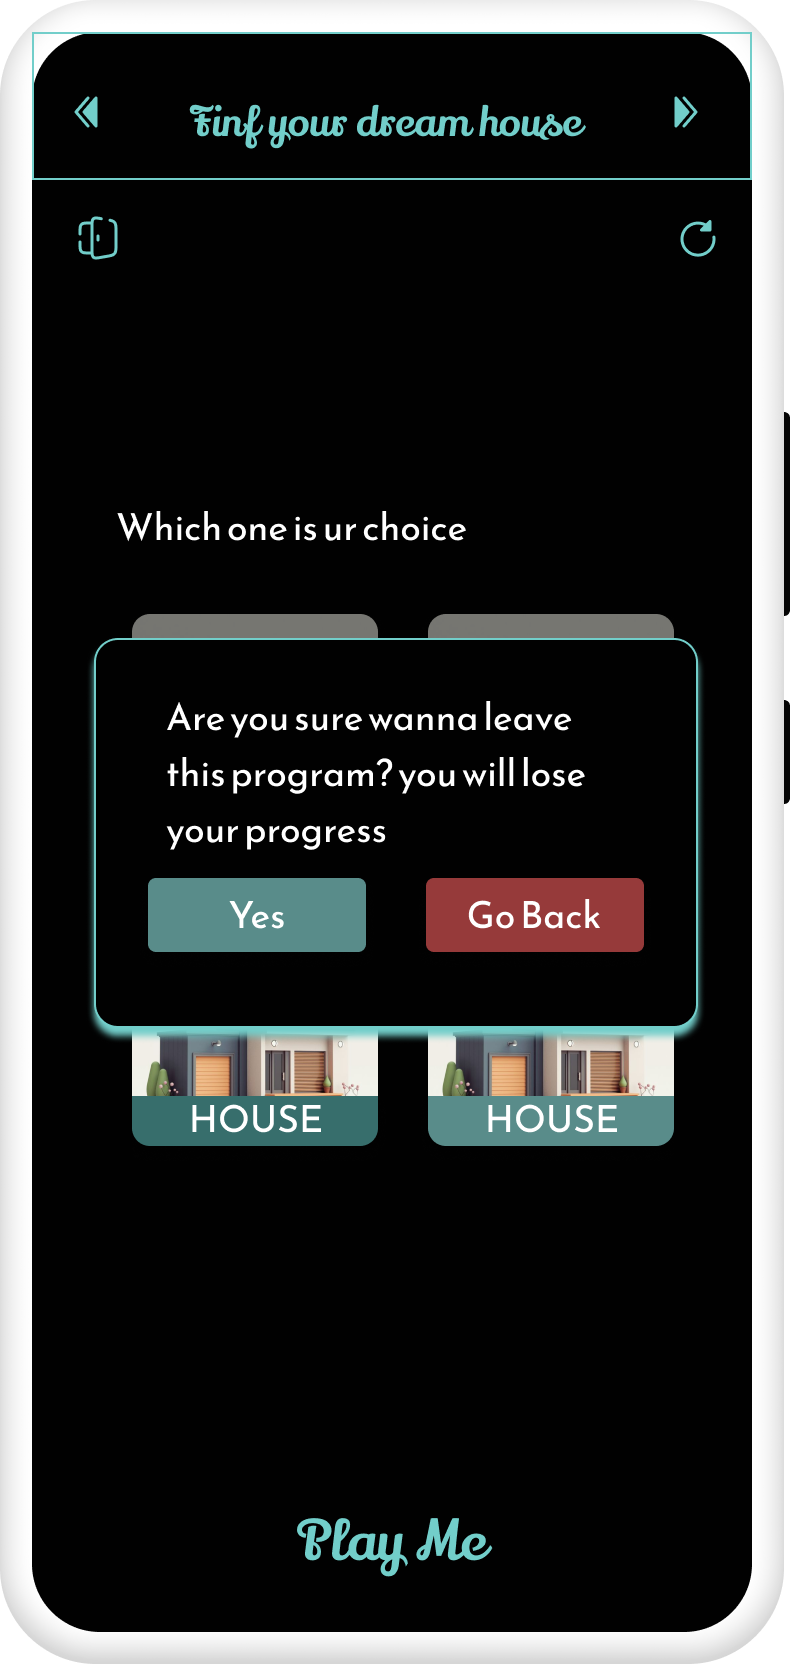 Finf your dream house
Which one is ur choice
Are you sure wanna leave
this program? you will lose
your progress
Yes
Go Back
HOUSE
HOUSE
Play Me